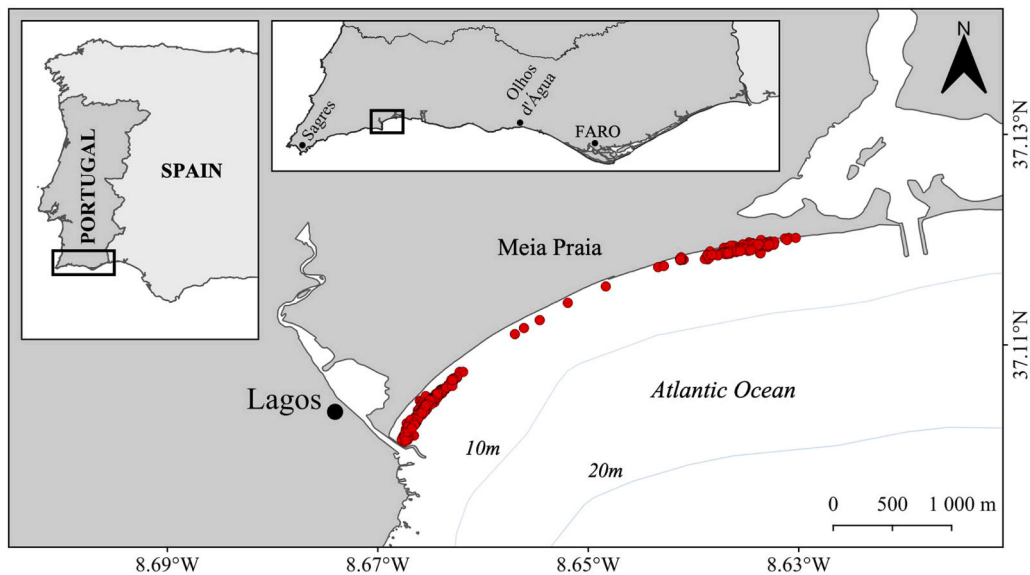 PORTUGAL
SPAIN
Sagres
Olhos
d'Água
FARO
N
37.13°N
Meia Praia
37.11°N
Lagos
Atlantic Ocean
10m
20m
0 500 1 000 m
8.69°W 8.67°W 8.65°W 8.63°W